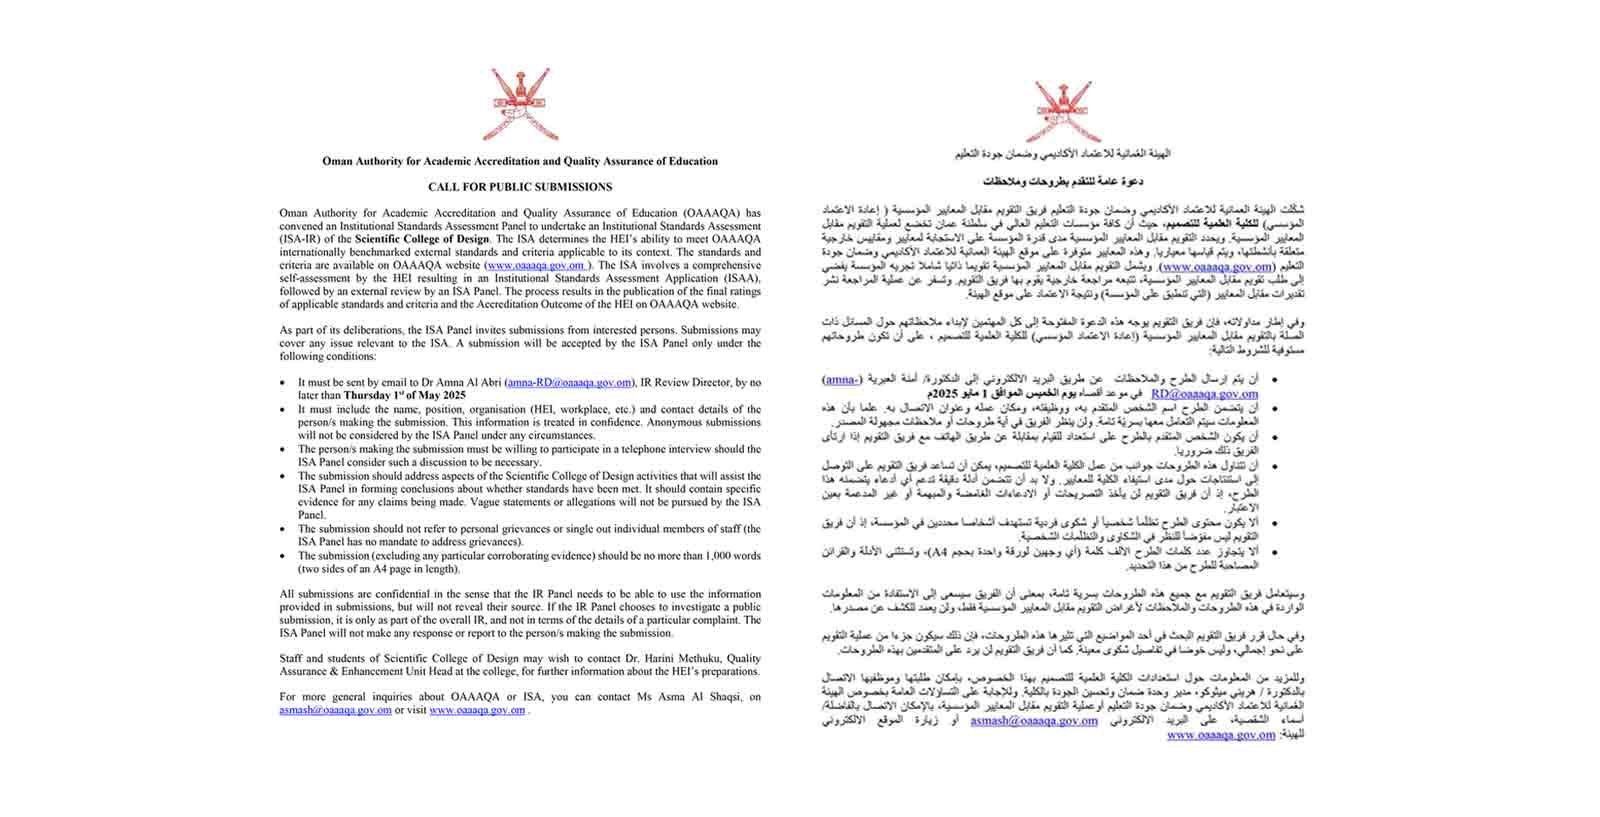 Oman Authority for Academic Accreditation and Quality Assurance of Education
CALL FOR PUBLIC SUBMISSIONS
Oman Authority for Academic Accreditation and Quality Assurance of Education (OAAAQA) has
convened an Institutional Standards Assessment Panel to undertake an Institutional Standards Assessment
(ISA-IR) of the Scientific College of Design. The ISA determines the HEI's ability to meet OAAAQA
internationally benchmarked external standards and criteria applicable to its context. The standards and
criteria are available on OAAAQA website (www.oaaaqa.gov.om ). The ISA involves a comprehensive
self-assessment by the HEI resulting in an Institutional Standards Assessment Application (ISAA),
followed by an external review by an ISA Panel. The process results in the publication of the final ratings
of applicable standards and criteria and the Accreditation Outcome of the HEI on OAAAQA website.
As part of its deliberations, the ISA Panel invites submissions from interested persons. Submissions may
cover any issue relevant to the ISA. A submission will be accepted by the ISA Panel only under the
following conditions:
• It must be sent by email to Dr Amna Al Abri (amna-RD@oaaaqa.gov.om), IR Review Director, by no
later than Thursday 1st of May 2025
• It must include the name, position, organisation (HEI, workplace, etc.) and contact details of the
person/s making the submission. This information is treated in confidence. Anonymous submissions
will not be considered by the ISA Panel under any circumstances.
• The person/s making the submission must be willing to participate in a telephone interview should the
ISA Panel consider such a discussion to be necessary.
• The submission should address aspects of the Scientific College of Design activities that will assist the
ISA Panel in forming conclusions about whether standards have been met. It should contain specific
evidence for any claims being made. Vague statements or allegations will not be pursued by the ISA
Panel.
• The submission should not refer to personal grievances or single out individual members of staff (the
ISA Panel has no mandate to address grievances).
• The submission (excluding any particular corroborating evidence) should be no more than 1,000 words
(two sides of an A4 page in length).
All submissions are confidential in the sense that the IR Panel needs to be able to use the information
provided in submissions, but will not reveal their source. If the IR Panel chooses to investigate a public
submission, it is only as part of the overall IR, and not in terms of the details of a particular complaint. The
ISA Panel will not make any response or report to the person/s making the submission.
Staff and students of Scientific College of Design may wish to contact Dr. Harini Methuku, Quality
Assurance & Enhancement Unit Head at the college, for further information about the HEI's preparations.
For more general inquiries about OAAAQA or ISA, you can contact Ms Asma Al Shaqsi, on
asmash@oaaaqa.gov.om or visit www.oaaaqa.gov.om .
الهيئة العُمانية للاعتماد الأكاديمي وضمان جودة التعليم
دعوة عامة للتقدم بطروحات وملاحظات
شكّلت الهيئة العمانية للاعتماد الأكاديمي وضمان جودة التعليم فريق التقويم مقابل المعايير المؤسسية ( إعادة الاعتماد
المؤسسي) للكلية العلمية للتصميم، حيث أن كافة مؤسسات التعليم العالي في سلطنة عمان تخضع لعملية التقويم مقابل
المعايير المؤسسية. ويحدد التقويم مقابل المعايير المؤسسية مدى قدرة المؤسسة على الاستجابة لمعايير ومقاييس خارجية
متعلقة بأنشطتها، ويتم قياسها معياريا. وهذه المعايير متوفرة على موقع الهيئة العمانية للاعتماد الأكاديمي وضمان جودة
التعليم (www.oaaaqa.gov.om). ويشمل التقويم مقابل المعايير المؤسسية تقويما ذاتيا شاملا تجريه المؤسسة يفضي
إلى طلب تقويم مقابل المعايير المؤسسية، تتبعه مراجعة خارجية يقوم بها فريق التقويم. وتسفر عن عملية المراجعة نشر
تقديرات مقابل المعايير (التي تنطبق على المؤسسة) ونتيجة الاعتماد على موقع الهيئة.
وفي إطار مداولاته، فإن فريق التقويم يوجه هذه الدعوة المفتوحة إلى كل المهتمين لإبداء ملاحظاتهم حول المسائل ذات
الصلة بالتقويم مقابل المعايير المؤسسية (إعادة الاعتماد المؤسسي) للكلية العلمية للتصميم ، على أن تكون طروحاتهم
مستوفية للشروط التالية:
• أن يتم إرسال الطرح والملاحظات عن طريق البريد الالكتروني إلى الدكتورة/ أمنة العبرية (amna-
RD@oaaaqa.gov.om في موعد أقصاه يوم الخميس الموافق 1 مايو 2025م
• أن يتضمن الطرح اسم الشخص المتقدم به، ووظيفته، ومكان عمله وعنوان الاتصال به. علما بأن هذه
المعلومات سيتم التعامل معها بسريّة تامة. ولن ينظر الفريق في أية طروحات أو ملاحظات مجهولة المصدر.
• أن يكون الشخص المتقدم بالطرح على استعداد للقيام بمقابلة عن طريق الهاتف مع فريق التقويم إذا ارتأى
الفريق ذلك ضروريا.
• أن تتناول هذه الطروحات جوانب من عمل الكلية العلمية للتصميم، يمكن أن تساعد فريق التقويم على التوصل
إلى استنتاجات حول مدى استيفاء الكلية للمعايير. ولا بد أن تتضمن أدلة دقيقة تدعم أي أدعاء يتضمنه هذا
الطرح، إذ أن فريق التقويم لن يأخذ التصريحات أو الادعاءات الغامضة والمبهمة أو غير المدعمة بعين
الاعتبار.
• ألا يكون محتوى الطرح تظلّماً شخصياً أو شكوى فردية تستهدف أشخاصا محددين في المؤسسة، إذ أن فريق
التقويم ليس مفوّضاً للنظر في الشكاوى والتظلّمات الشخصية.
• ألا يتجاوز عدد كلمات الطرح الألف كلمة (أي وجهين لورقة واحدة بحجم A4)، وتستثنى الأدلة والقرائن
المصاحبة للطرح من هذا التحديد.
وسيتعامل فريق التقويم مع جميع هذه الطروحات بسرية تامة، بمعنى أن الفريق سيسعى إلى الاستفادة من المعلومات
الواردة في هذه الطروحات والملاحظات لأغراض التقويم مقابل المعايير المؤسسية فقط، ولن يعمد للكشف عن مصدرها.
وفي حال قرر فريق التقويم البحث في أحد المواضيع التي تثيرها هذه الطروحات، فإن ذلك سيكون جزءا من عملية التقويم
على نحو إجمالي، وليس خوضا في تفاصيل شكوى معينة. كما أن فريق التقويم لن يرد على المتقدمين بهذه الطروحات.
وللمزيد من المعلومات حول استعدادات الكلية العلمية للتصميم بهذا الخصوص، بإمكان طلبتها وموظفيها الاتصال
بالدكتورة / هريني ميثوكو، مدير وحدة ضمان وتحسين الجودة بالكلية. وللإجابة على التساؤلات العامة بخصوص الهيئة
العُمانية للاعتماد الأكاديمي وضمان جودة التعليم أوعملية التقويم مقابل المعايير المؤسسية، بالإمكان الاتصال بالفاضلة/
أسماء الشقصية، على البريد الالكتروني asmash@oaaaqa.gov.om أو زيارة الموقع الالكتروني
للهيئة: www.oaaaqa.gov.om